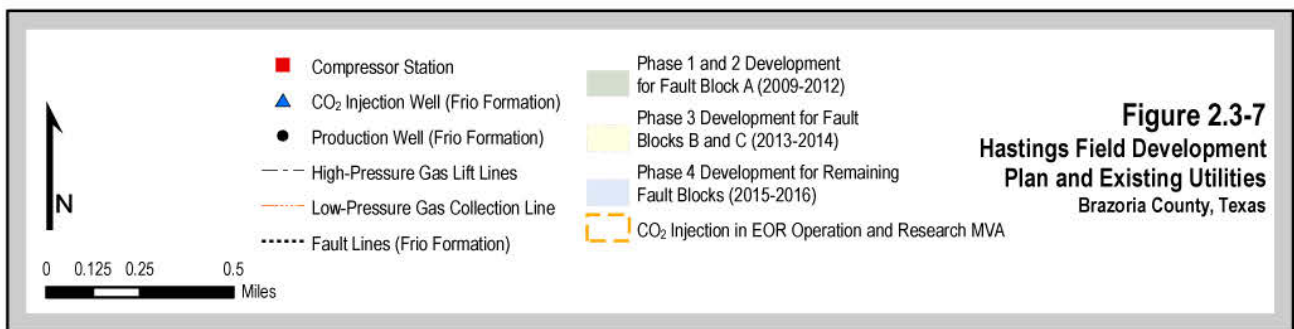 N
0 0.125 0.25 0.5
Miles
Compressor Station
CO₂ Injection Well (Frio Formation)
Production Well (Frio Formation)
High-Pressure Gas Lift Lines
Low-Pressure Gas Collection Line
Fault Lines (Frio Formation)
Phase 1 and 2 Development
for Fault Block A (2009-2012)
Phase 3 Development for Fault
Blocks B and C (2013-2014)
Phase 4 Development for Remaining
Fault Blocks (2015-2016)
CO₂ Injection in EOR Operation and Research MVA
Figure 2.3-7
Hastings Field Development
Plan and Existing Utilities
Brazoria County, Texas